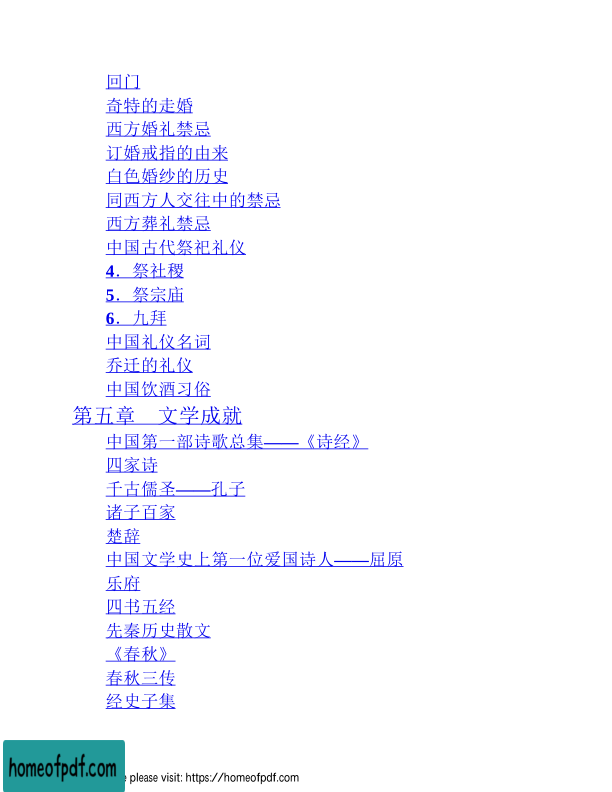 回门
奇特的走婚
西方婚礼禁忌
订婚戒指的由来
白色婚纱的历史
同西方人交往中的禁忌
西方葬礼禁忌
中国古代祭祀礼仪
4．祭社稷
5．祭宗庙
6．九拜
中国礼仪名词
乔迁的礼仪
中国饮酒习俗
第五章　文学成就
中国第一部诗歌总集——《诗经》
四家诗
千古儒圣——孔子
诸子百家
楚辞
中国文学史上第一位爱国诗人——屈原
乐府
四书五经
先秦历史散文
《春秋》
春秋三传
经史子集
homeofpdf.com
please visit: https://homeofpdf.com